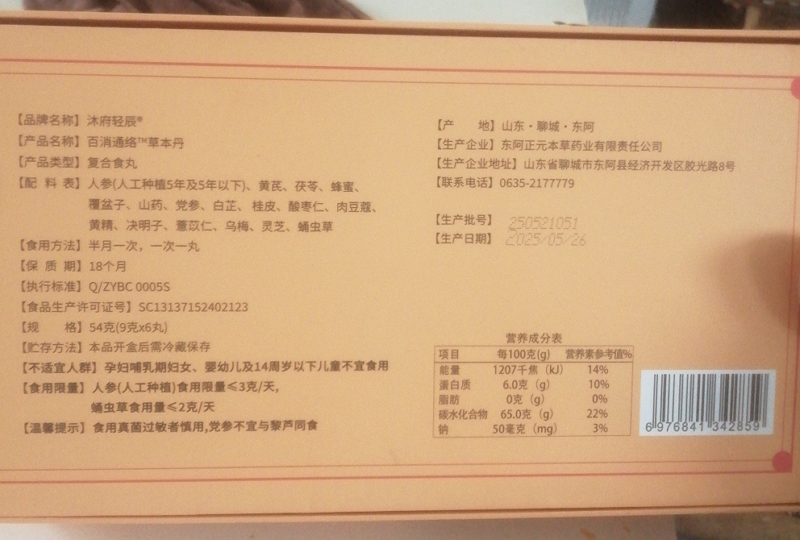 【品牌名称】沐府轻辰®
【产品名称】百消通络™草本丹
【产品类型】复合食丸
【配 料 表】人参(人工种植5年及5年以下)、黄芪、茯苓、蜂蜜、
覆盆子、山药、党参、白芷、桂皮、酸枣仁、肉豆蔻、
黄精、决明子、薏苡仁、乌梅、灵芝、蛹虫草
【食用方法】半月一次，一次一丸
【保 质 期】18个月
【执行标准】Q/ZYBC 0005S
【食品生产许可证号】SC13137152402123
【规　　格】54克(9克x6丸)
【贮存方法】本品开盒后需冷藏保存
【不适宜人群】孕妇哺乳期妇女、婴幼儿及14周岁以下儿童不宜食用
【食用限量】人参(人工种植)食用限量≤3克/天,
蛹虫草食用量≤2克/天
【温馨提示】食用真菌过敏者慎用,党参不宜与黎芦同食
【产　　地】山东·聊城·东阿
【生产企业】东阿正元本草药业有限责任公司
【生产企业地址】山东省聊城市东阿县经济开发区胶光路8号
【联系电话】0635-2177779
【生产批号】250521051
【生产日期】2025/05/26
营养成分表
项目 每100克(g) 营养素参考值%
能量 1207千焦（kJ） 14%
蛋白质 6.0克（g） 10%
脂肪 0克（g） 0%
碳水化合物 65.0克（g） 22%
钠 50毫克（mg） 3%
6 976841 342859